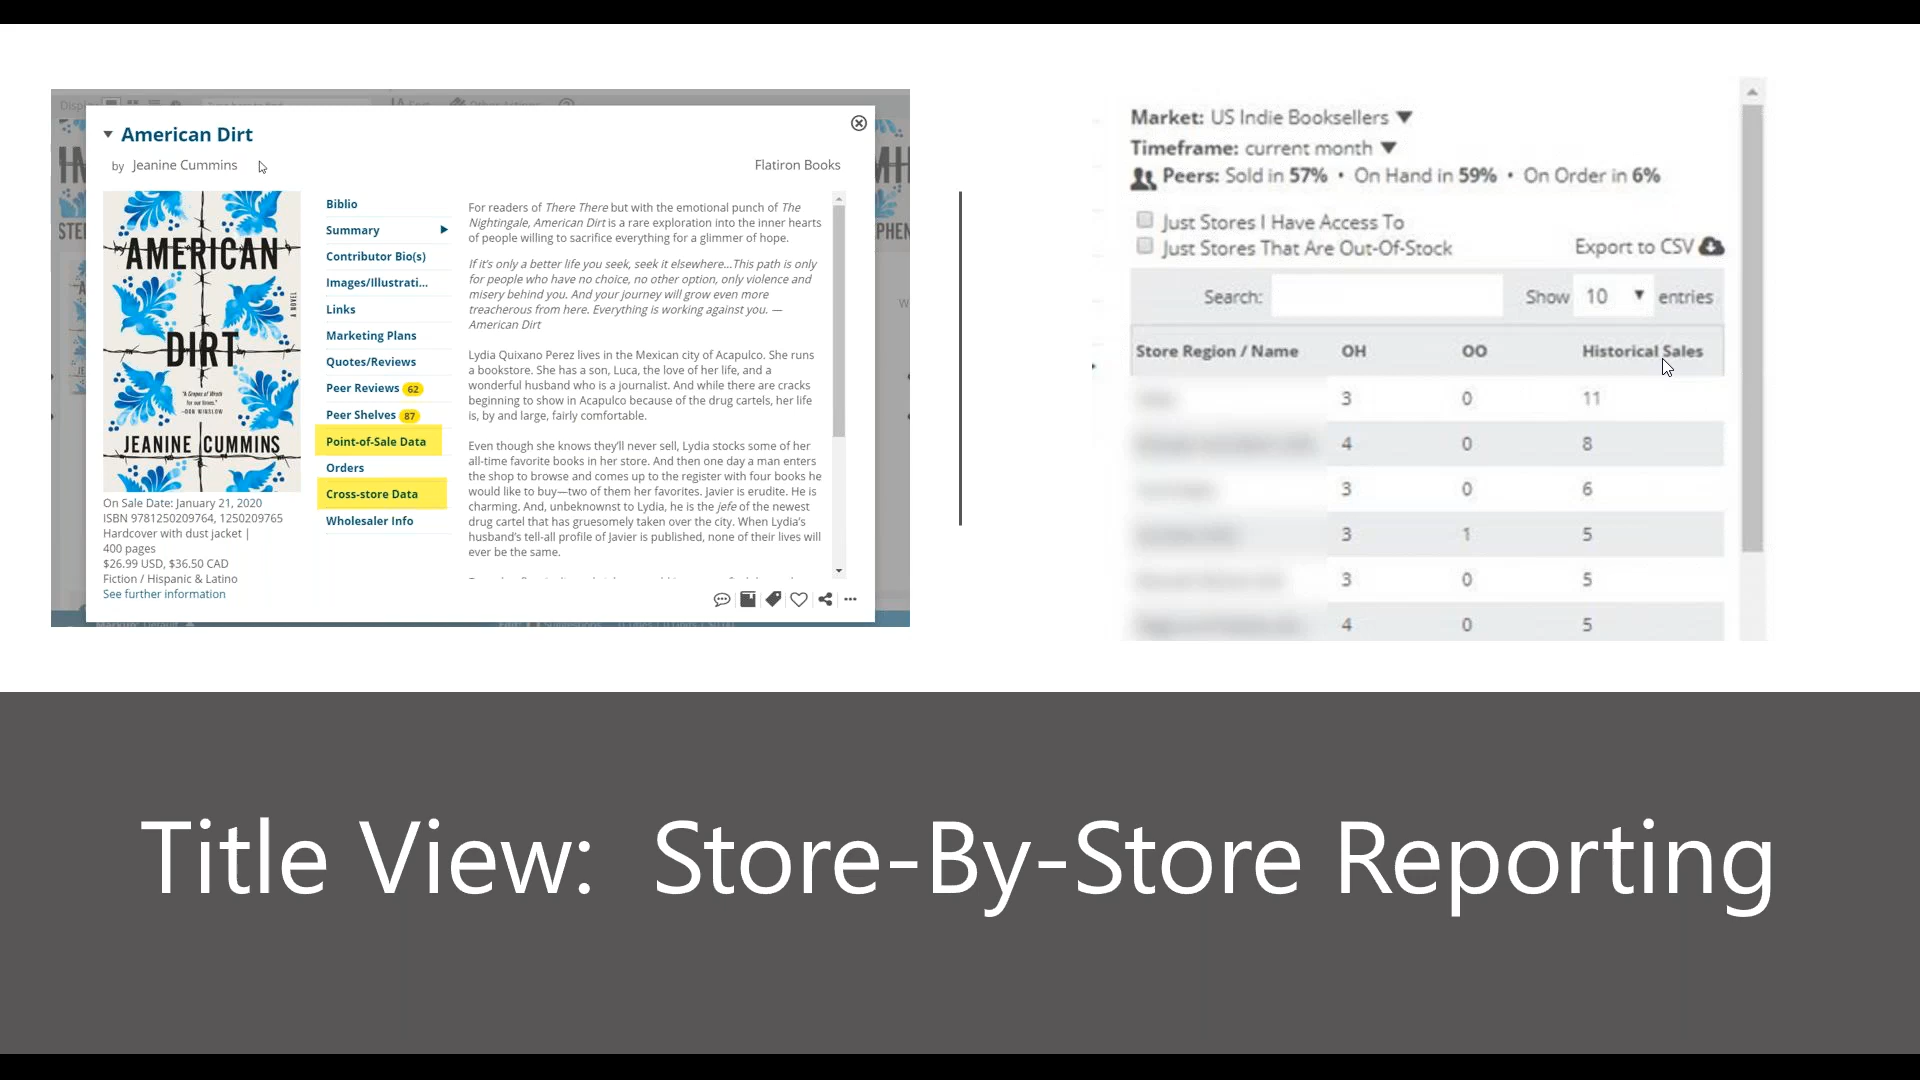 American Dirt
by Jeanine Cummins
Flatiron Books
AMERICAN
DIRT
A NOVEL
"A Grapes of Wrath
for our times."
—DON WINSLOW
JEANINE CUMMINS
On Sale Date: January 21, 2020
ISBN 9781250209764, 1250209765
Hardcover with dust jacket |
400 pages
$26.99 USD, $36.50 CAD
Fiction / Hispanic & Latino
See further information
Biblio
Summary
Contributor Bio(s)
Images/Illustrati...
Links
Marketing Plans
Quotes/Reviews
Peer Reviews 62
Peer Shelves 87
Point-of-Sale Data
Orders
Cross-store Data
Wholesaler Info
For readers of There There but with the emotional punch of The
Nightingale, American Dirt is a rare exploration into the inner hearts
of people willing to sacrifice everything for a glimmer of hope.
If it's only a better life you seek, seek it elsewhere...This path is only
for people who have no choice, no other option, only violence and
misery behind you. And your journey will grow even more
treacherous from here. Everything is working against you. —
American Dirt
Lydia Quixano Perez lives in the Mexican city of Acapulco. She runs
a bookstore. She has a son, Luca, the love of her life, and a
wonderful husband who is a journalist. And while there are cracks
beginning to show in Acapulco because of the drug cartels, her life
is, by and large, fairly comfortable.
Even though she knows they'll never sell, Lydia stocks some of her
all-time favorite books in her store. And then one day a man enters
the shop to browse and comes up to the register with four books he
would like to buy—two of them her favorites. Javier is erudite. He is
charming. And, unbeknownst to Lydia, he is the jefe of the newest
drug cartel that has gruesomely taken over the city. When Lydia's
husband's tell-all profile of Javier is published, none of their lives will
ever be the same.
Market: US Indie Booksellers
Timeframe: current month
Peers: Sold in 57% • On Hand in 59% • On Order in 6%
Just Stores I Have Access To
Just Stores That Are Out-Of-Stock
Export to CSV
Search: Show 10 entries
Store Region / Name OH OO Historical Sales
3 0 11
4 0 8
3 0 6
3 1 5
3 0 5
4 0 5
Title View: Store-By-Store Reporting